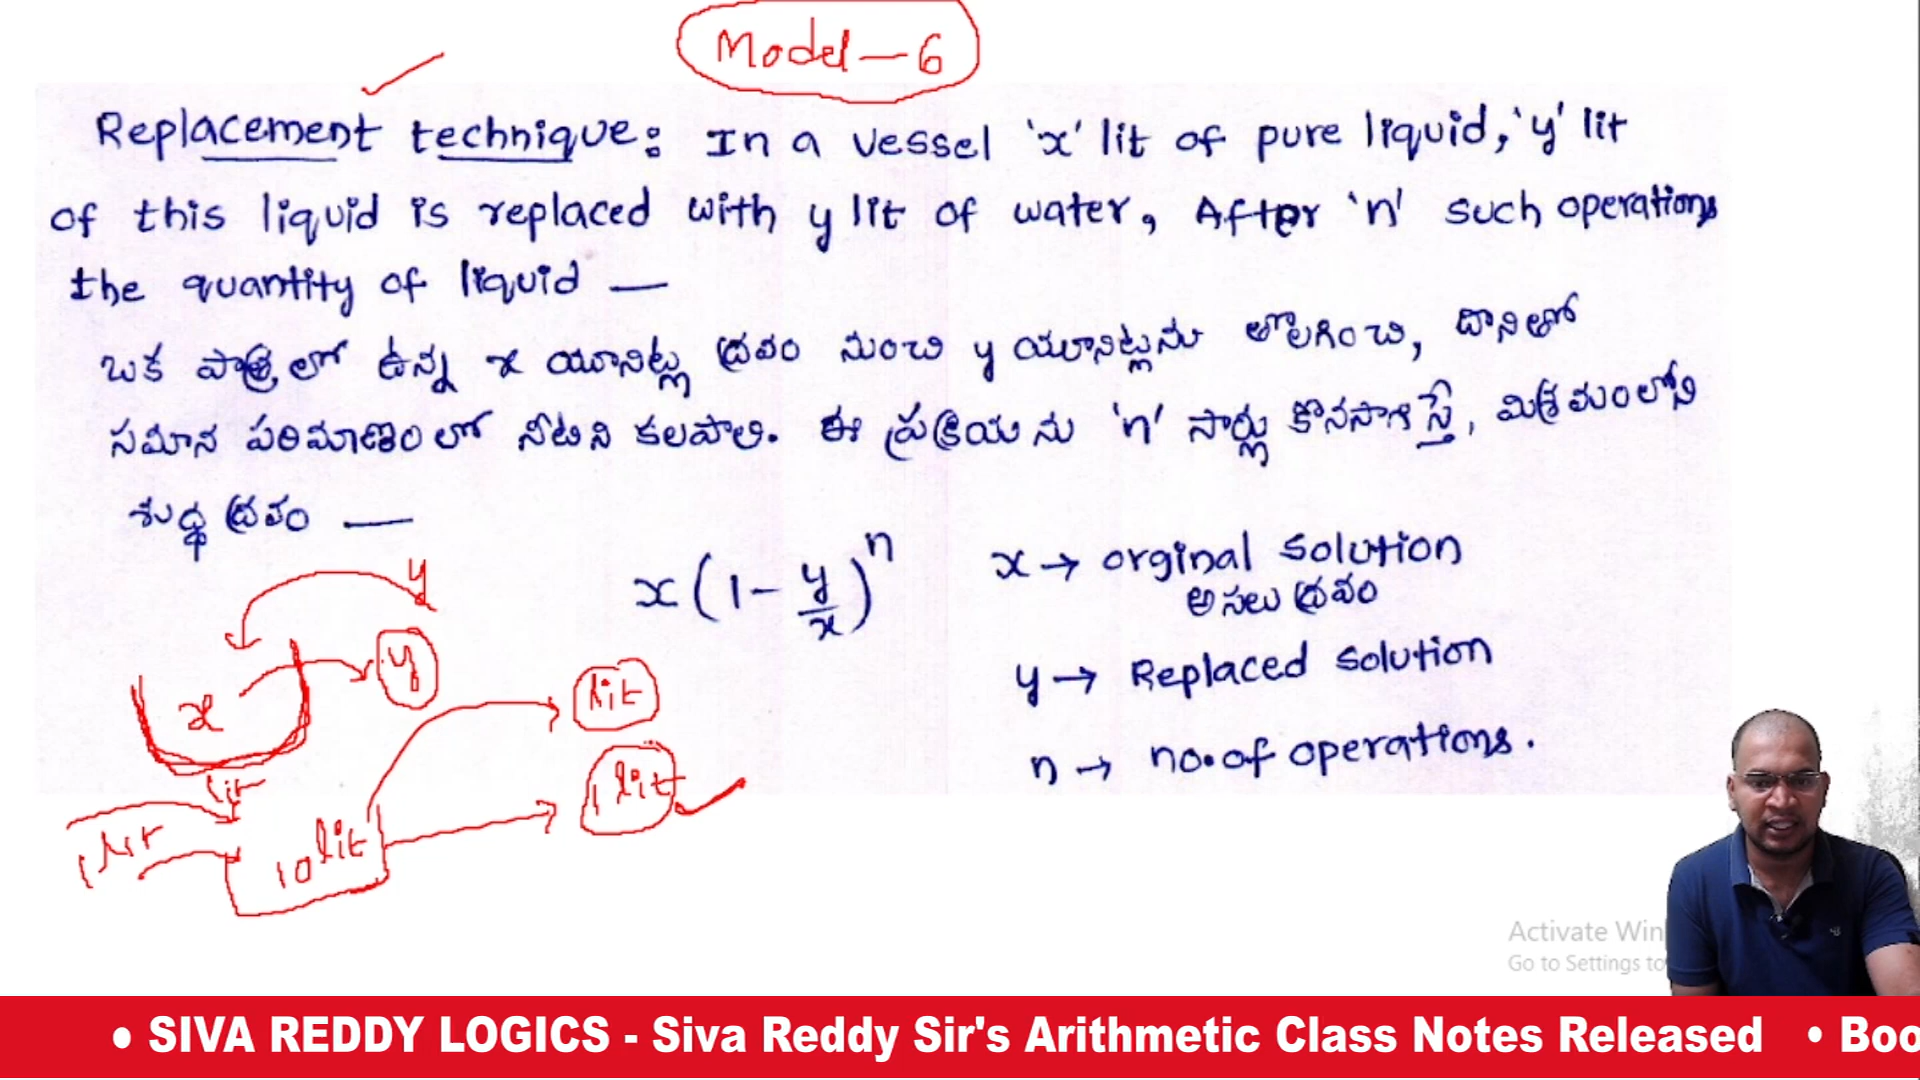 Model - 6
Replacement technique: In a vessel 'x' lit of pure liquid, 'y' lit
of this liquid is replaced with y lit of water, After 'n' such operations
the quantity of liquid —
ఒక పాత్రలో ఉన్న x యూనిట్ల ద్రవం నుంచి y యూనిట్లను తొలగించి, దానితో
సమాన పరిమాణంలో నీటిని కలపాలి. ఈ ప్రక్రియను 'n' సార్లు కొనసాగిస్తే, మిశ్రమంలోని
శుద్ధ ద్రవం —
x(1 - y/x)^n
x → orginal solution
అసలు ద్రవం
y → Replaced solution
n → no. of operations.
y
x
y
lit
1 lit
10 lit
Activate Win
Go to Settings to
• SIVA REDDY LOGICS - Siva Reddy Sir's Arithmetic Class Notes Released • Boo